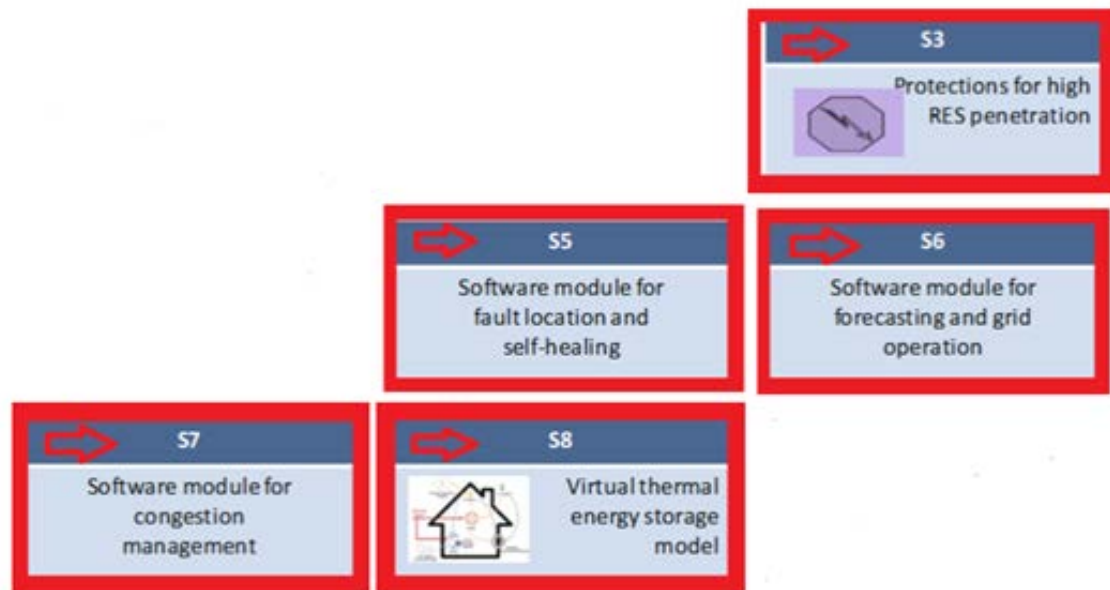 S3
Protections for high
RES penetration
S5
Software module for
fault location and
self-healing
S6
Software module for
forecasting and grid
operation
S7
Software module for
congestion
management
S8
Virtual thermal
energy storage
model